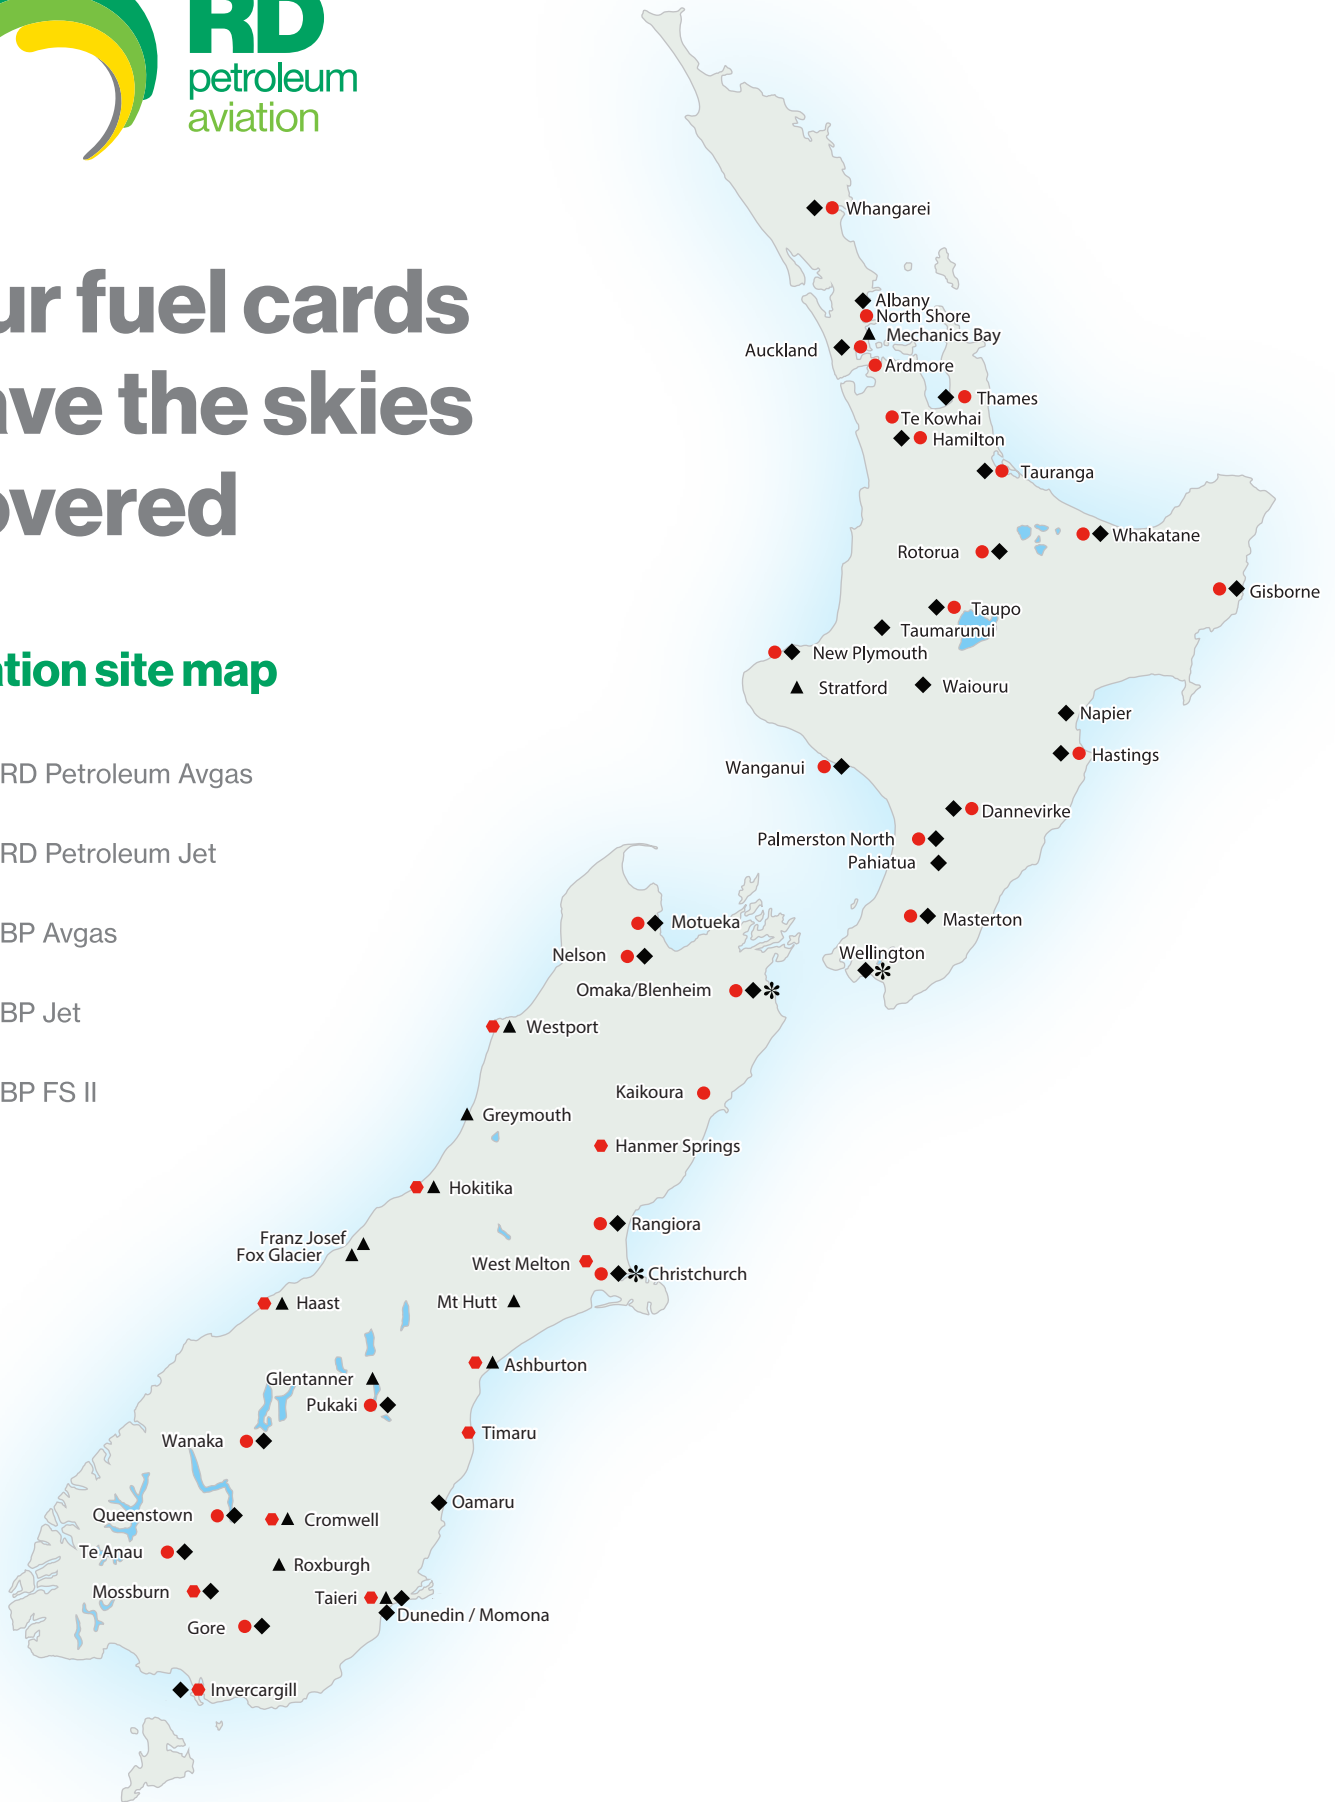 RD
petroleum
aviation
ur fuel cards
ave the skies
overed
ation site map
RD Petroleum Avgas
RD Petroleum Jet
BP Avgas
BP Jet
BP FS II
Whangarei
Albany
North Shore
Mechanics Bay
Auckland
Ardmore
Thames
Te Kowhai
Hamilton
Tauranga
Whakatane
Rotorua
Gisborne
Taupo
Taumarunui
New Plymouth
Stratford
Waiouru
Napier
Hastings
Wanganui
Dannevirke
Palmerston North
Pahiatua
Masterton
Wellington
Motueka
Nelson
Omaka/Blenheim
Westport
Kaikoura
Greymouth
Hanmer Springs
Hokitika
Rangiora
Franz Josef
Fox Glacier
West Melton
Christchurch
Haast
Mt Hutt
Ashburton
Glentanner
Pukaki
Timaru
Wanaka
Oamaru
Queenstown
Cromwell
Te Anau
Roxburgh
Mossburn
Taieri
Dunedin / Momona
Gore
Invercargill